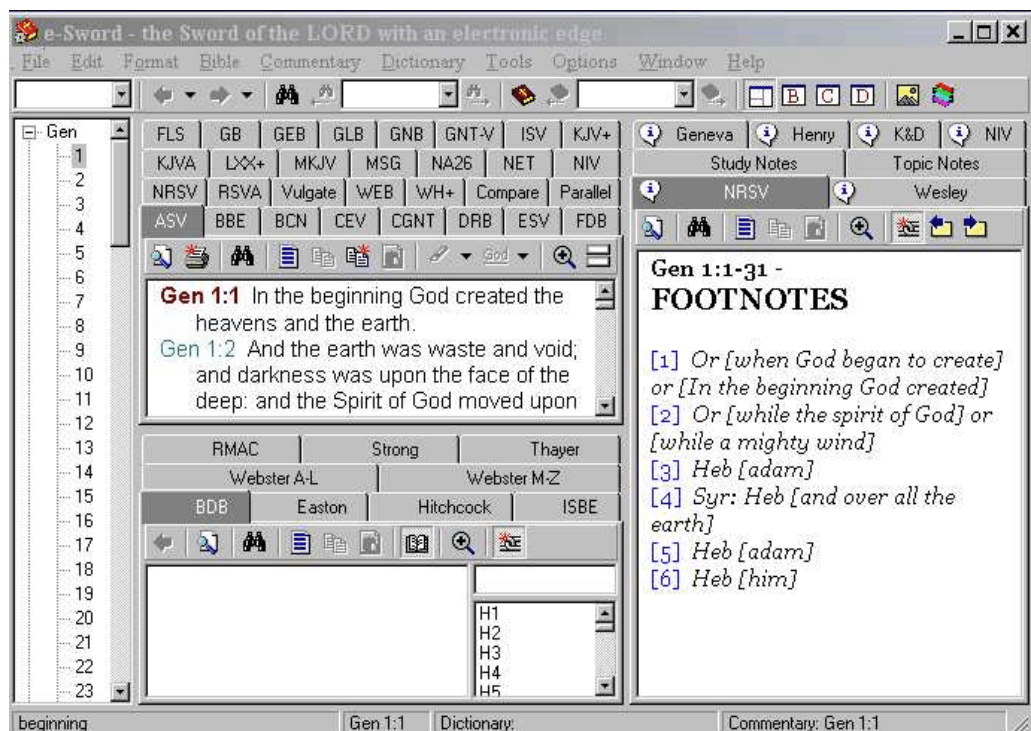 e-Sword - the Sword of the LORD with an electronic edge
File Edit Format Bible Commentary Dictionary Tools Options Window Help
B C D
Gen
1
2
3
4
5
6
7
8
9
10
11
12
13
14
15
16
17
18
19
20
21
22
23
FLS GB GEB GLB GNB GNT-V ISV KJV+
KJVA LXX+ MKJV MSG NA26 NET NIV
NRSV RSVA Vulgate WEB WH+ Compare Parallel
ASV BBE BCN CEV CGNT DRB ESV FDB
God
Gen 1:1 In the beginning God created the
heavens and the earth.
Gen 1:2 And the earth was waste and void;
and darkness was upon the face of the
deep: and the Spirit of God moved upon
RMAC Strong Thayer
Webster A-L Webster M-Z
BDB Easton Hitchcock ISBE
H1
H2
H3
H4
H5
Geneva Henry K&D NIV
Study Notes Topic Notes
NRSV Wesley
Gen 1:1-31 -
FOOTNOTES
[1] Or [when God began to create]
or [In the beginning God created]
[2] Or [while the spirit of God] or
[while a mighty wind]
[3] Heb [adam]
[4] Syr: Heb [and over all the
earth]
[5] Heb [adam]
[6] Heb [him]
beginning Gen 1:1 Dictionary: Commentary: Gen 1:1